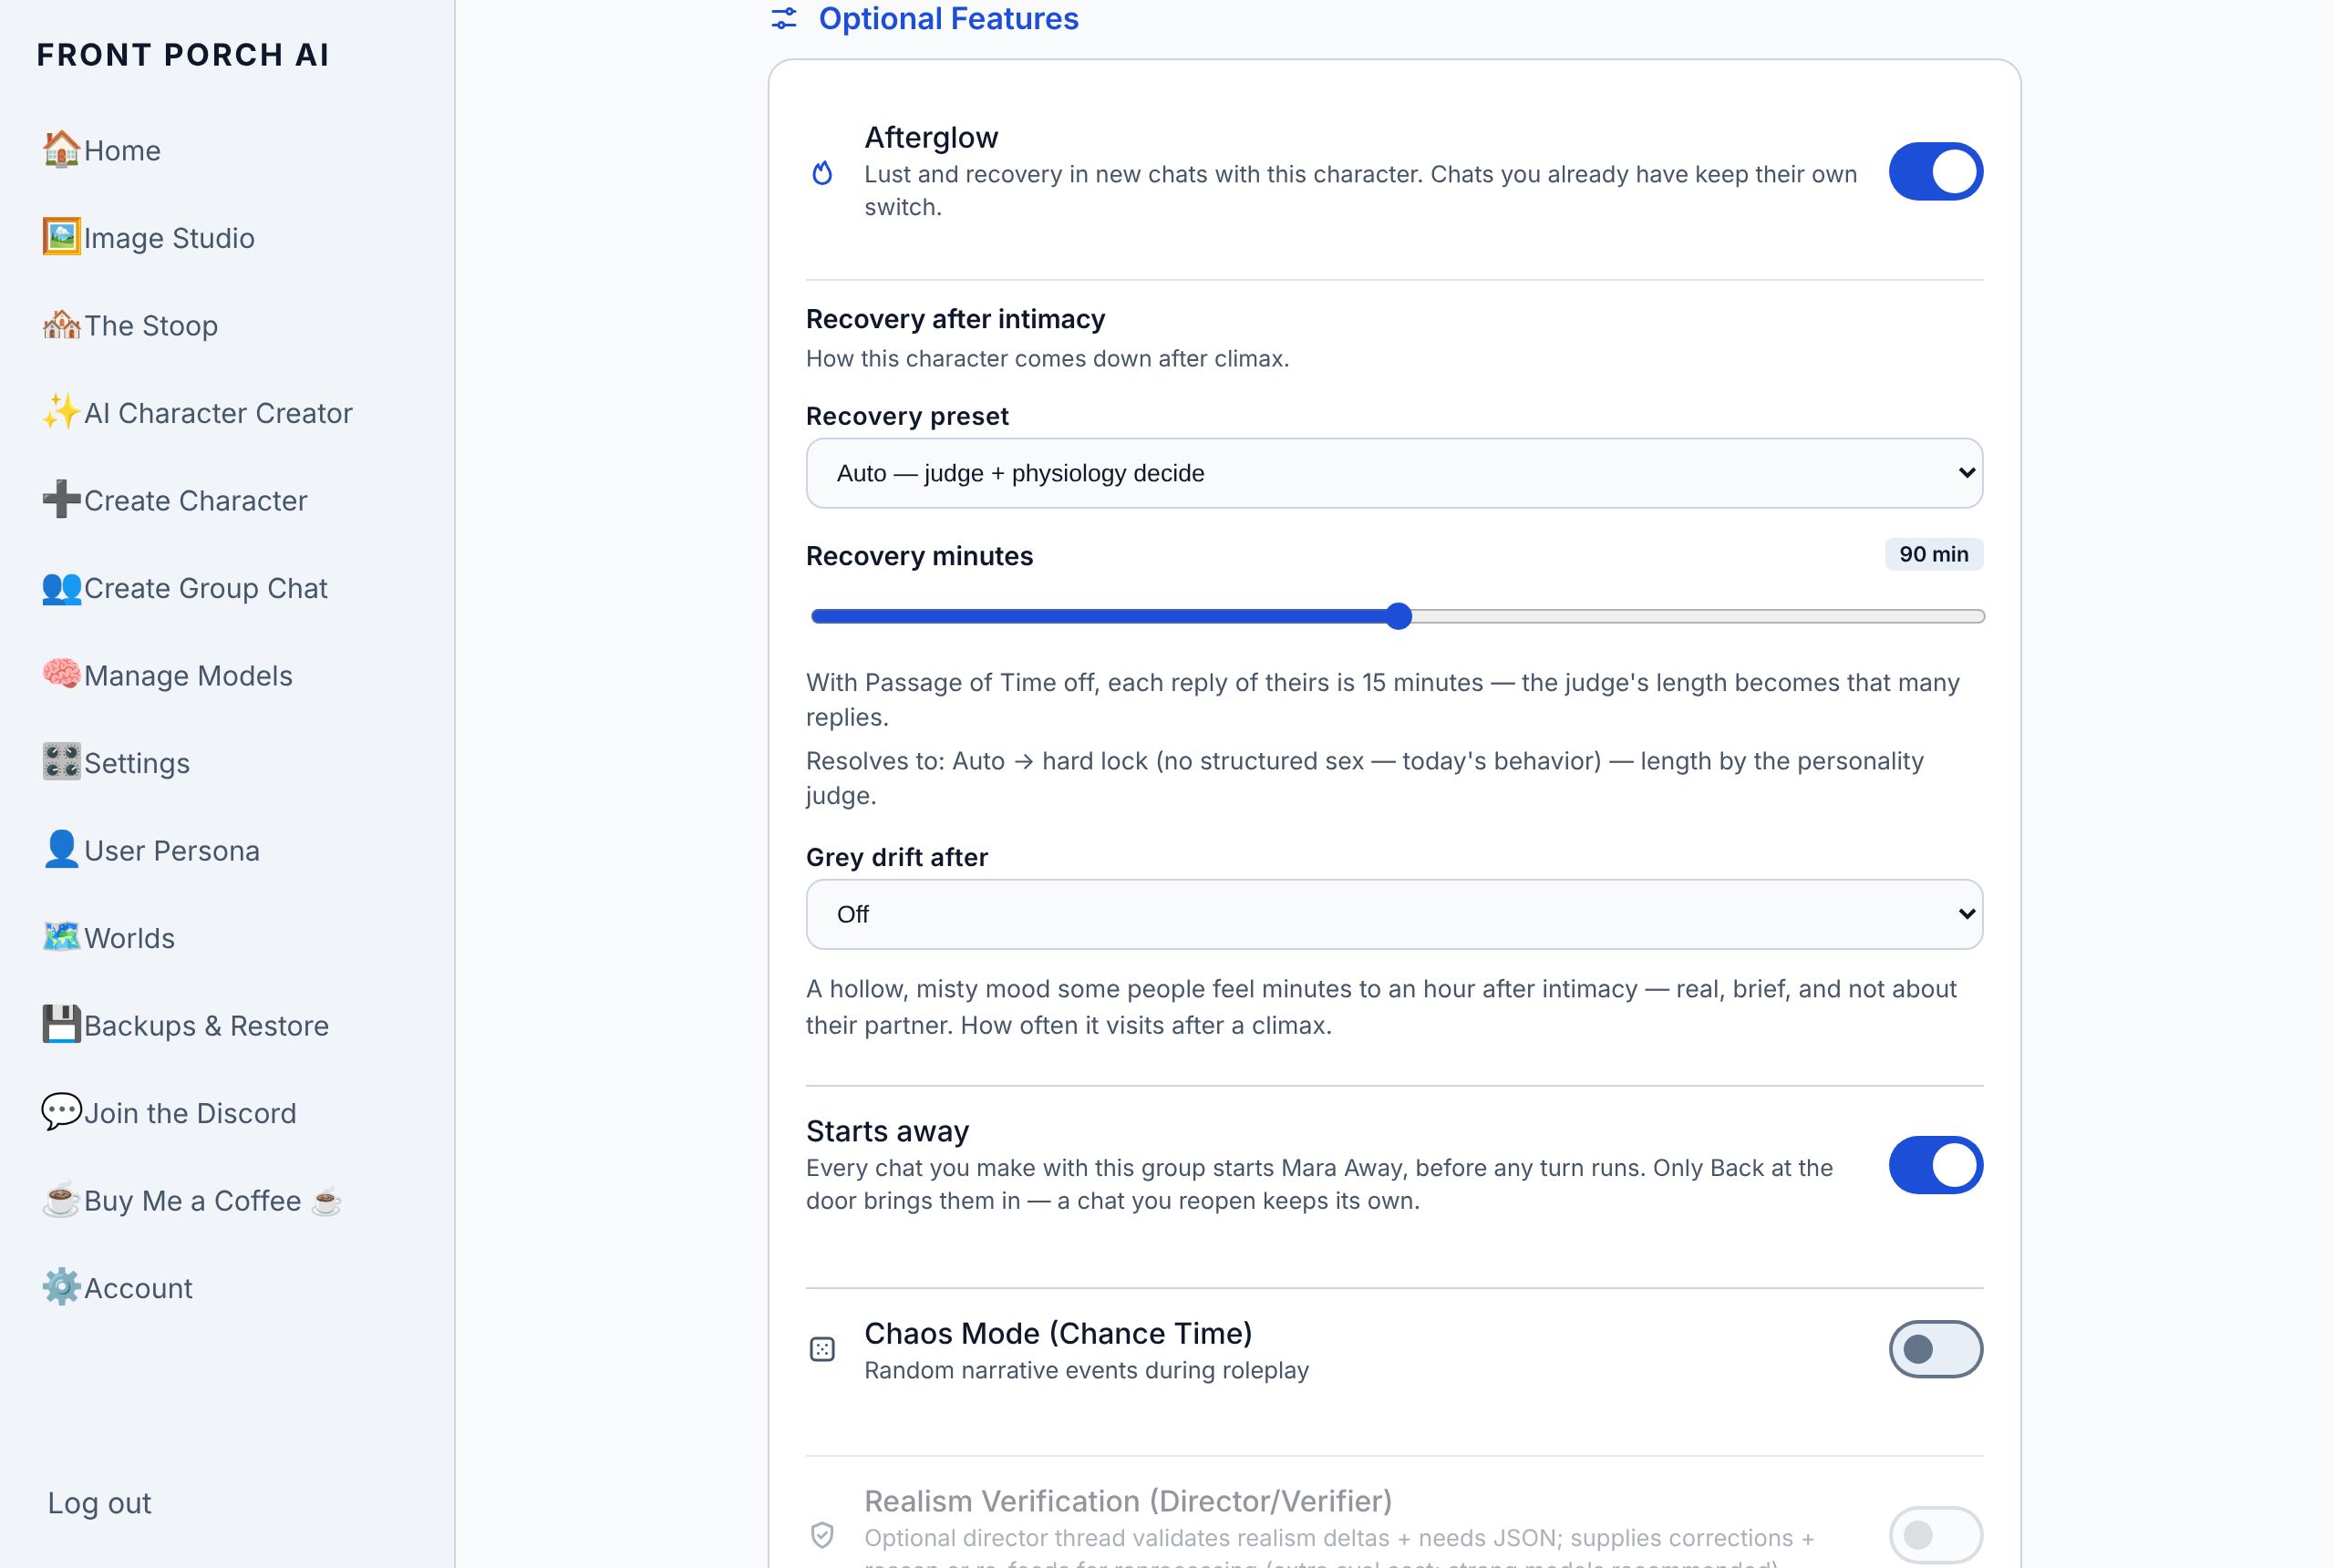 FRONT PORCH AI
Home
Image Studio
The Stoop
AI Character Creator
Create Character
Create Group Chat
Manage Models
Settings
User Persona
Worlds
Backups & Restore
Join the Discord
Buy Me a Coffee ☕
Account
Log out
Optional Features
Afterglow
Lust and recovery in new chats with this character. Chats you already have keep their own
switch.
Recovery after intimacy
How this character comes down after climax.
Recovery preset
Auto — judge + physiology decide
Recovery minutes
90 min
With Passage of Time off, each reply of theirs is 15 minutes — the judge's length becomes that many
replies.
Resolves to: Auto → hard lock (no structured sex — today's behavior) — length by the personality
judge.
Grey drift after
Off
A hollow, misty mood some people feel minutes to an hour after intimacy — real, brief, and not about
their partner. How often it visits after a climax.
Starts away
Every chat you make with this group starts Mara Away, before any turn runs. Only Back at the
door brings them in — a chat you reopen keeps its own.
Chaos Mode (Chance Time)
Random narrative events during roleplay
Realism Verification (Director/Verifier)
Optional director thread validates realism deltas + needs JSON; supplies corrections +